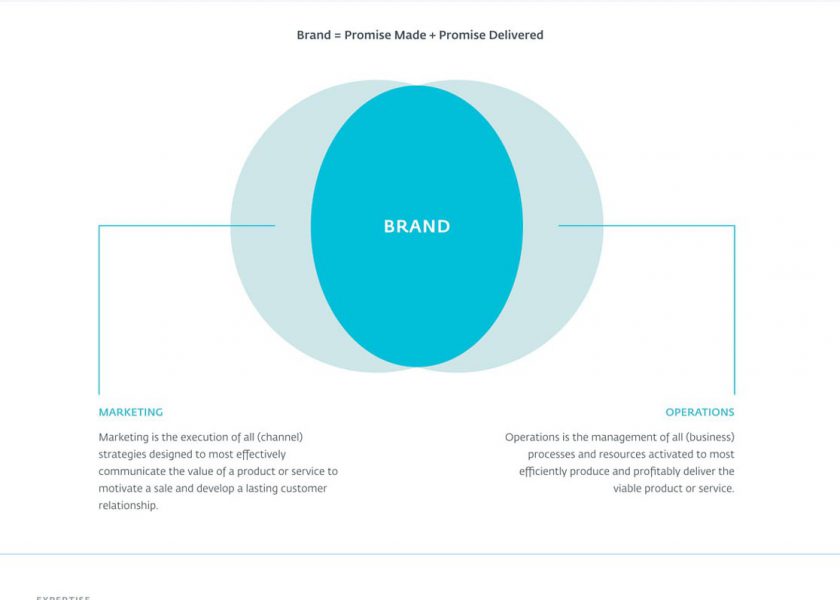 Brand = Promise Made + Promise Delivered
BRAND
MARKETING
Marketing is the execution of all (channel)
strategies designed to most effectively
communicate the value of a product or service to
motivate a sale and develop a lasting customer
relationship.
OPERATIONS
Operations is the management of all (business)
processes and resources activated to most
efficiently produce and profitably deliver the
viable product or service.
EXPERTISE